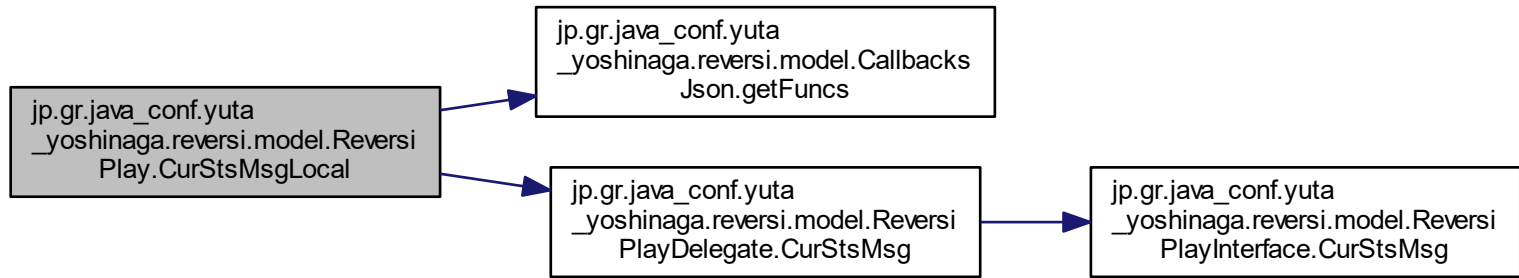 jp.gr.java_conf.yuta
_yoshinaga.reversi.model.Reversi
Play.CurStsMsgLocal
jp.gr.java_conf.yuta
_yoshinaga.reversi.model.Callbacks
Json.getFuncs
jp.gr.java_conf.yuta
_yoshinaga.reversi.model.Reversi
PlayDelegate.CurStsMsg
jp.gr.java_conf.yuta
_yoshinaga.reversi.model.Reversi
PlayInterface.CurStsMsg